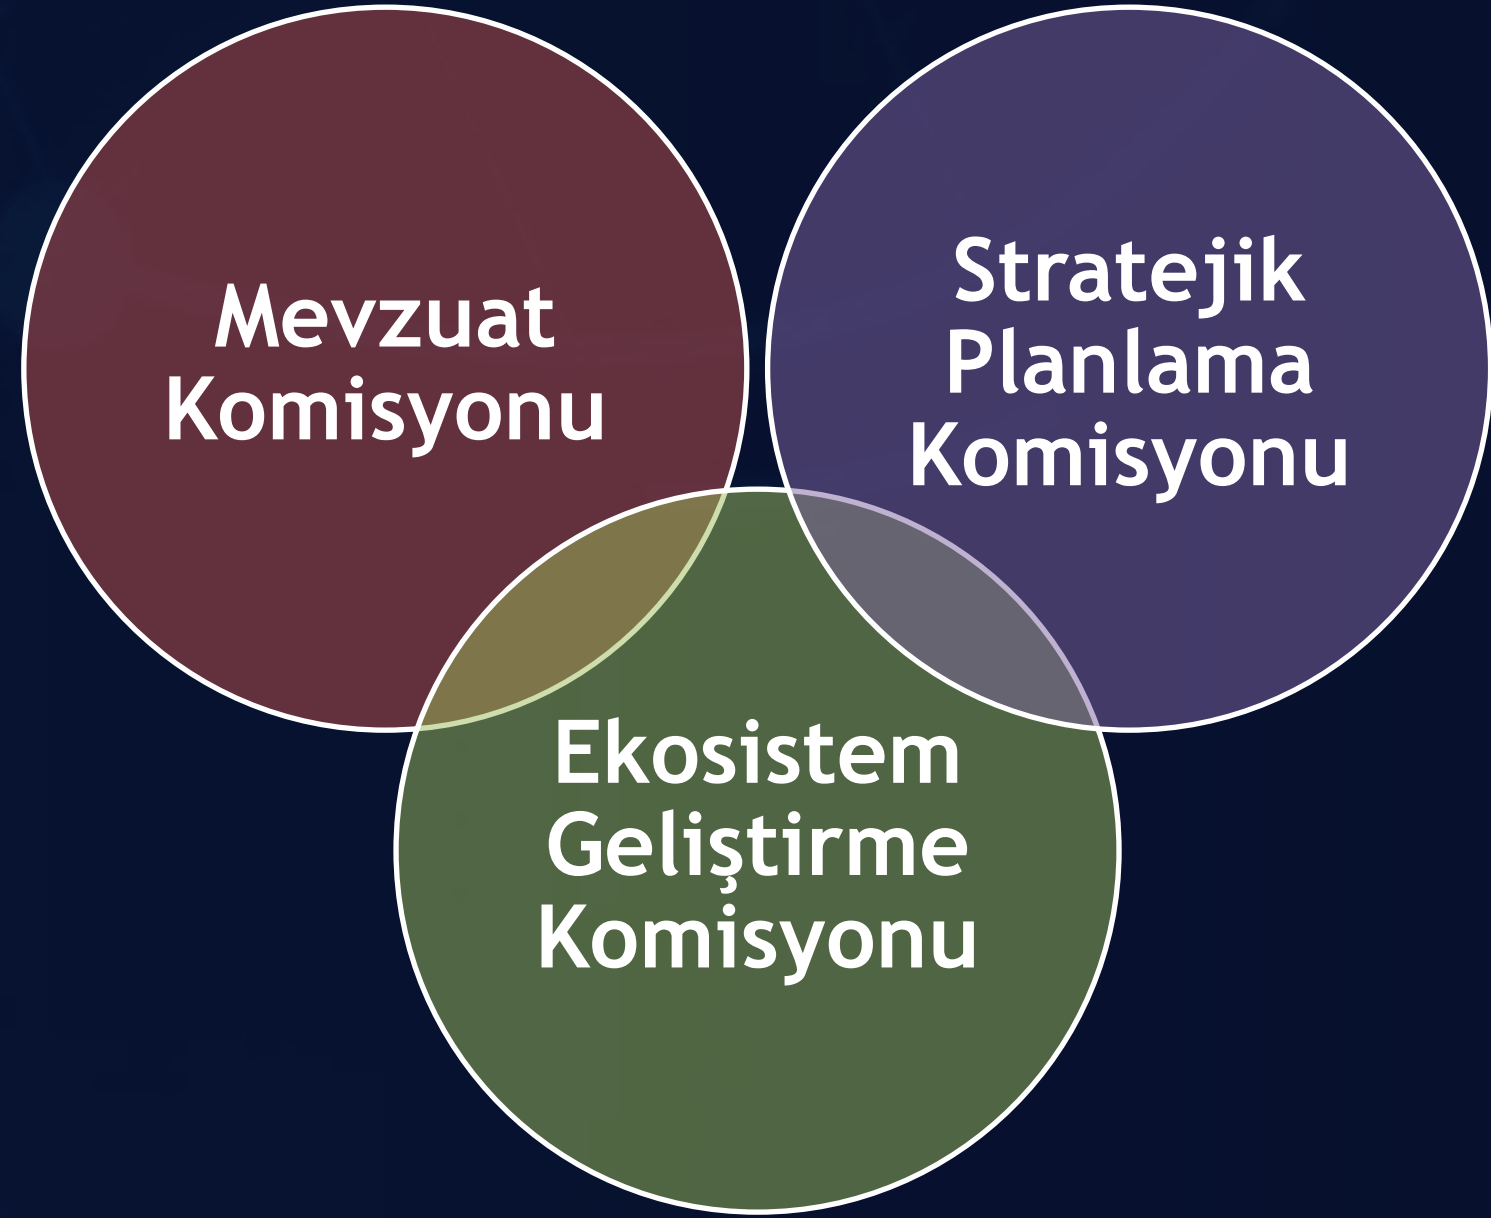 Mevzuat
Komisyonu
Stratejik
Planlama
Komisyonu
Ekosistem
Geliştirme
Komisyonu